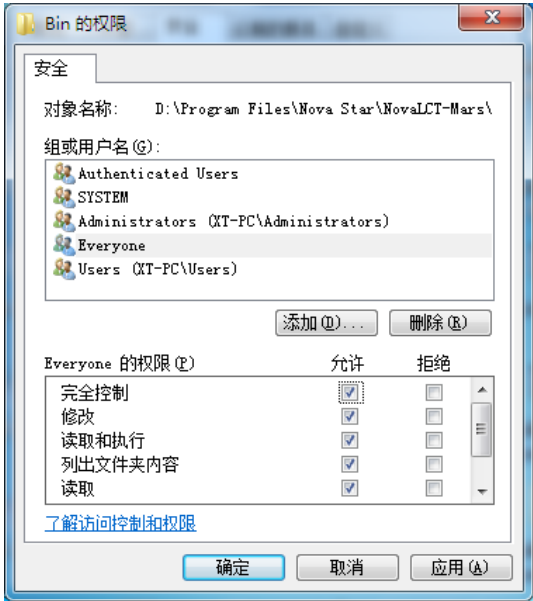 Bin 的权限
安全
对象名称: D:\Program Files\Nova Star\NovaLCT-Mars\
组或用户名(G):
Authenticated Users
SYSTEM
Administrators (XT-PC\Administrators)
Everyone
Users (XT-PC\Users)
添加(D)... 删除(R)
Everyone 的权限(P) 允许 拒绝
完全控制
修改
读取和执行
列出文件夹内容
读取
了解访问控制和权限
确定 取消 应用(A)